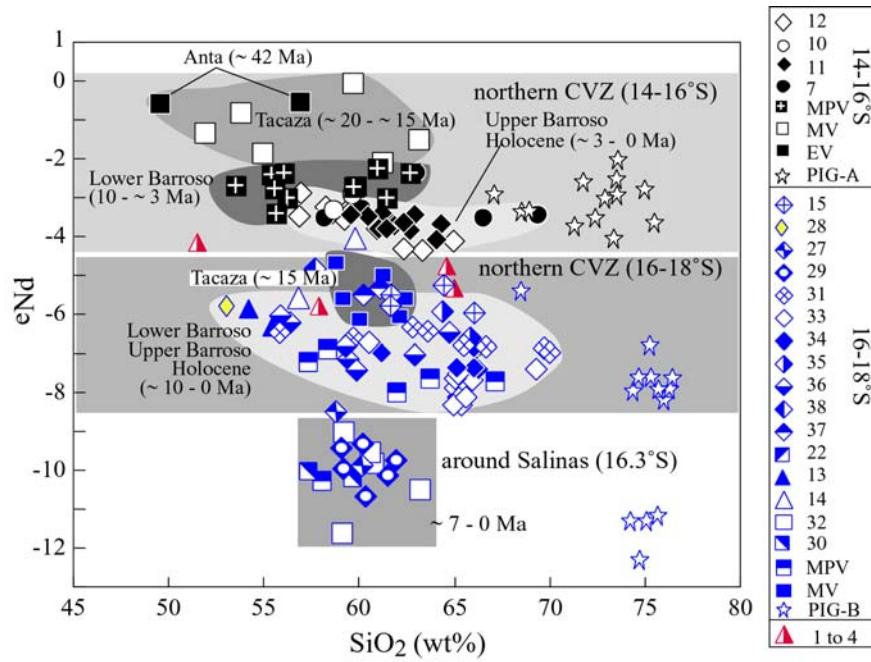 1
0
-2
-4
-6
-8
-10
-12
eNd
45
50
55
60
65
70
75
80
SiO2 (wt%)
Anta (~ 42 Ma)
northern CVZ (14-16°S)
Tacaza (~ 20 - ~ 15 Ma)
Upper Barroso
Holocene (~ 3 - 0 Ma)
Lower Barroso
(10 - ~ 3 Ma)
northern CVZ (16-18°S)
Tacaza (~ 15 Ma)
Lower Barroso
Upper Barroso
Holocene
(~ 10 - 0 Ma)
around Salinas (16.3°S)
~ 7 - 0 Ma
12
10
11
7
MPV
MV
EV
PIG-A
14-16°S
15
28
27
29
31
33
34
35
36
38
37
22
13
14
32
30
MPV
MV
PIG-B
16-18°S
1 to 4